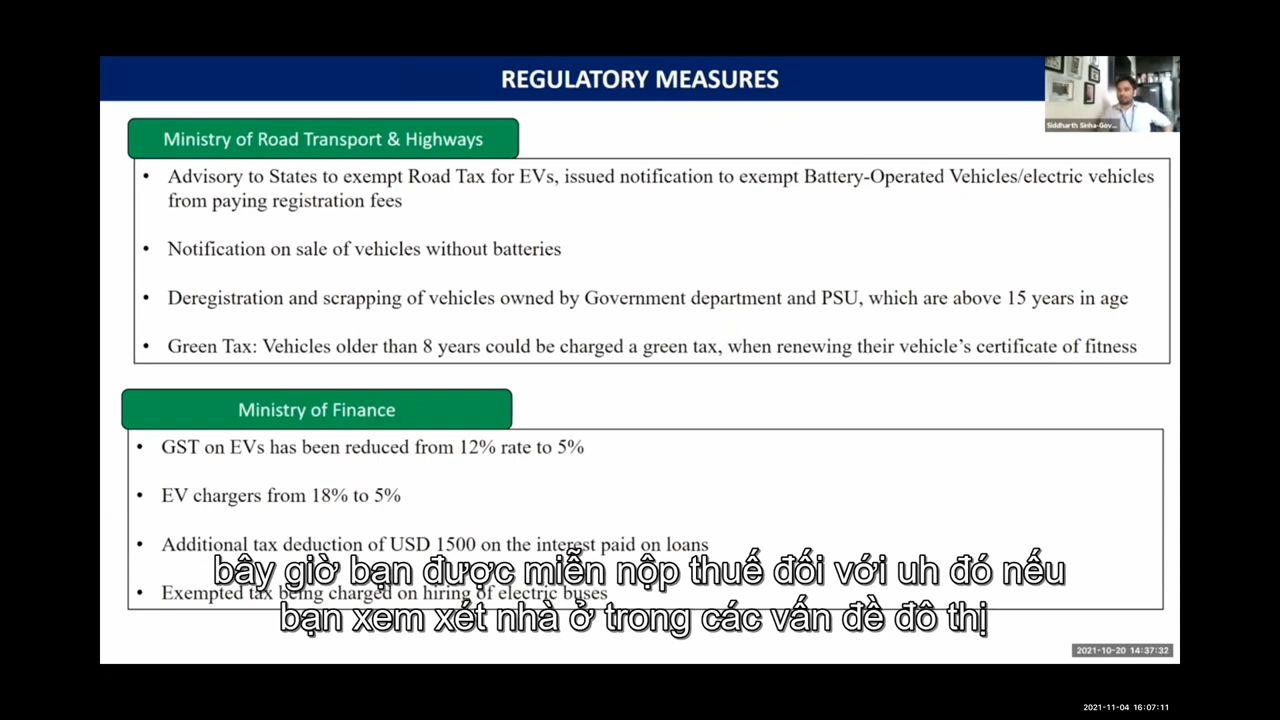 REGULATORY MEASURES
Siddharth Sinha-Gov...
Ministry of Road Transport & Highways
• Advisory to States to exempt Road Tax for EVs, issued notification to exempt Battery-Operated Vehicles/electric vehicles
from paying registration fees
• Notification on sale of vehicles without batteries
• Deregistration and scrapping of vehicles owned by Government department and PSU, which are above 15 years in age
• Green Tax: Vehicles older than 8 years could be charged a green tax, when renewing their vehicle's certificate of fitness
Ministry of Finance
• GST on EVs has been reduced from 12% rate to 5%
• EV chargers from 18% to 5%
• Additional tax deduction of USD 1500 on the interest paid on loans
bây giờ bạn được miễn nộp thuế đối với uh đó nếu
• Exempted tax being charged on hiring of electric buses
bạn xem xét nhà ở trong các vấn đề đô thị
2021-10-20 14:37:32
2021-11-04 16:07:11